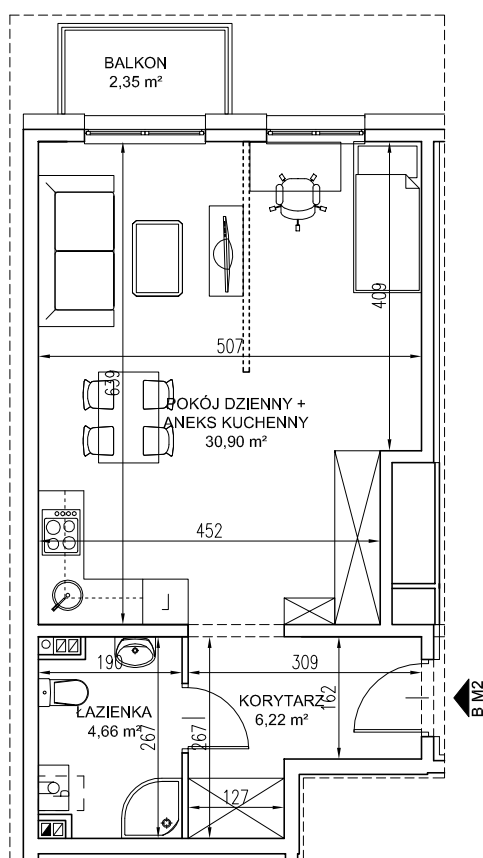 BALKON
2,35 m²
409
507
639
POKÓJ DZIENNY +
ANEKS KUCHENNY
30,90 m²
452
L
190
309
KORYTARZ
6,22 m²
162
ŁAZIENKA
4,66 m²
267
267
127
B M2